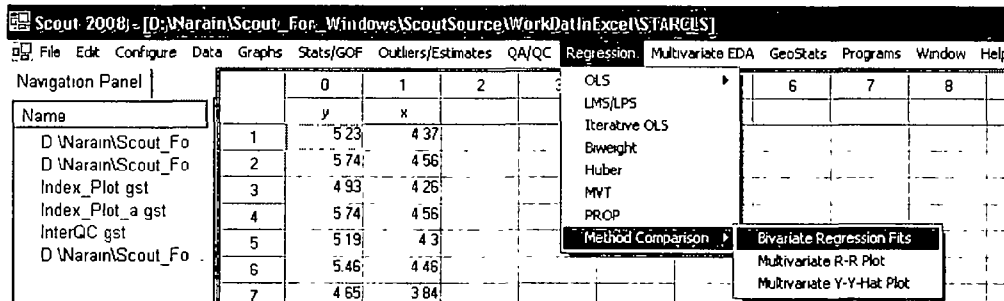 Scout 2008 - [D:\Narain\Scout_For_Windows\ScoutSource\WorkDatInExcel\STARCLS]
File Edit Configure Data Graphs Stats/GOF Outliers/Estimates QA/QC Regression Multivariate EDA GeoStats Programs Window Help
Navigation Panel
0 1 2 3 6 7 8
Name
y x
D \Narain\Scout_Fo
D \Narain\Scout_Fo
Index_Plot gst
Index_Plot_a gst
InterQC gst
D \Narain\Scout_Fo
1 5 23 4 37
2 5 74 4 56
3 4 93 4 26
4 5 74 4 56
5 5 19 4 3
6 5.46 4 46
7 4 65 3 84
OLS
LMS/LPS
Iterative OLS
Biweight
Huber
MVT
PROP
Method Comparison
Bivariate Regression Fits
Multivariate R-R Plot
Multivariate Y-Y-Hat Plot